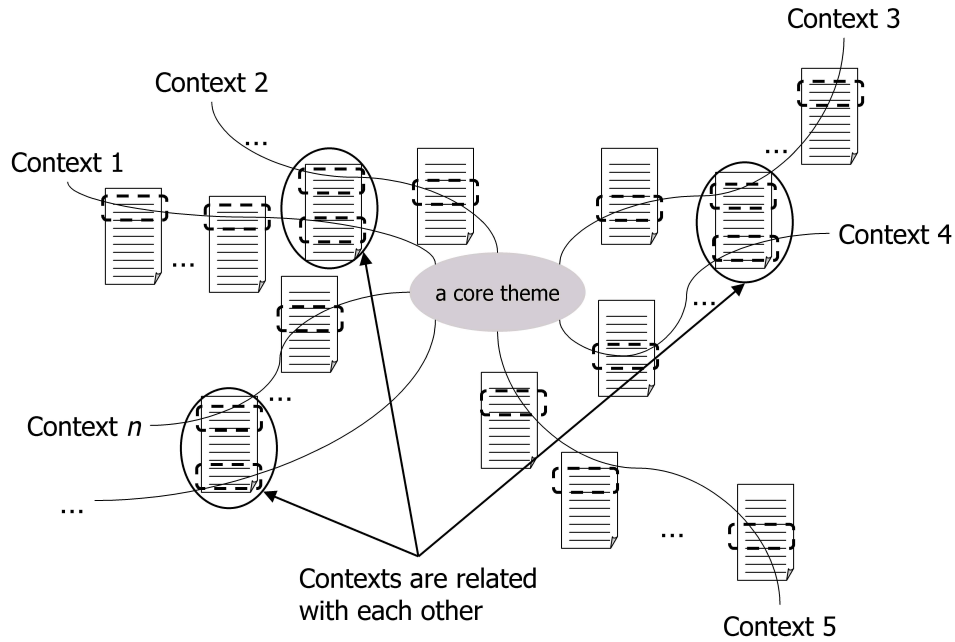 Context 3
Context 2
...
...
Context 1
Context 4
...
a core theme
...
...
Context n
...
...
Contexts are related
with each other
Context 5